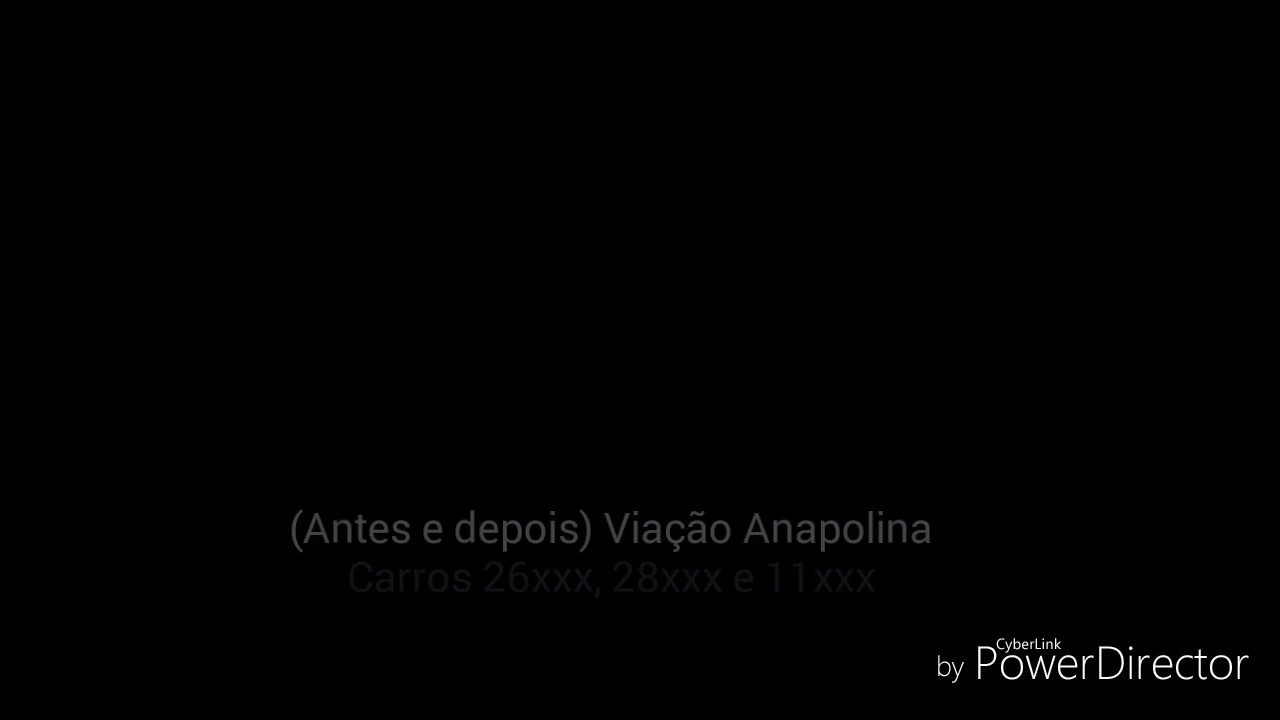 (Antes e depois) Viação Anapolina
Carros 26xxx, 28xxx e 11xxx
by CyberLink PowerDirector